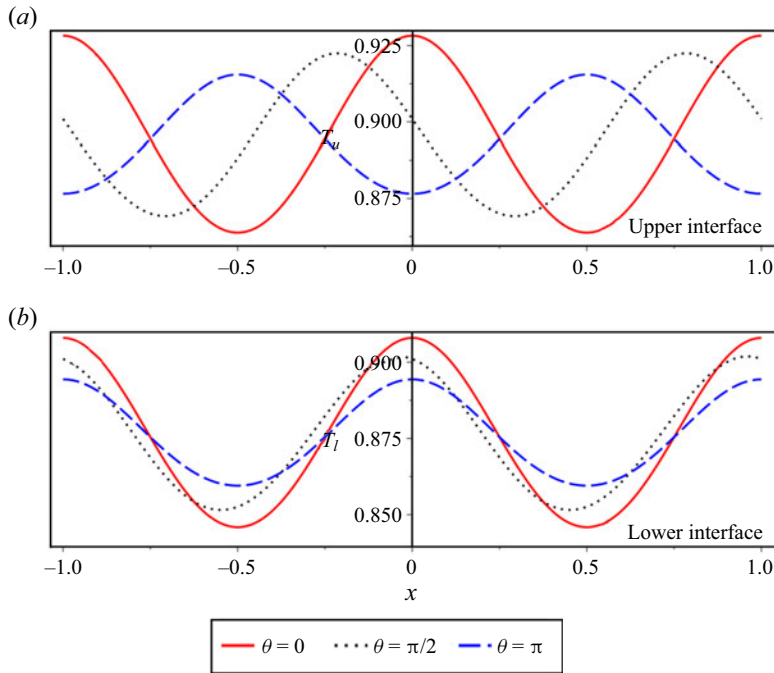 (a)
0.925
0.900
T_u
0.875
Upper interface
–1.0 –0.5 0 0.5 1.0
(b)
0.900
0.875
T_l
0.850
Lower interface
–1.0 –0.5 0 0.5 1.0
x
θ = 0 θ = π/2 θ = π